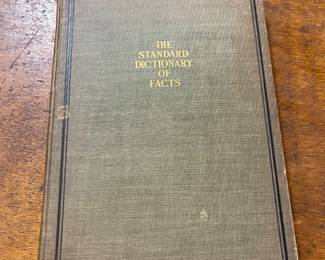 THE
STANDARD
DICTIONARY
OF
FACTS